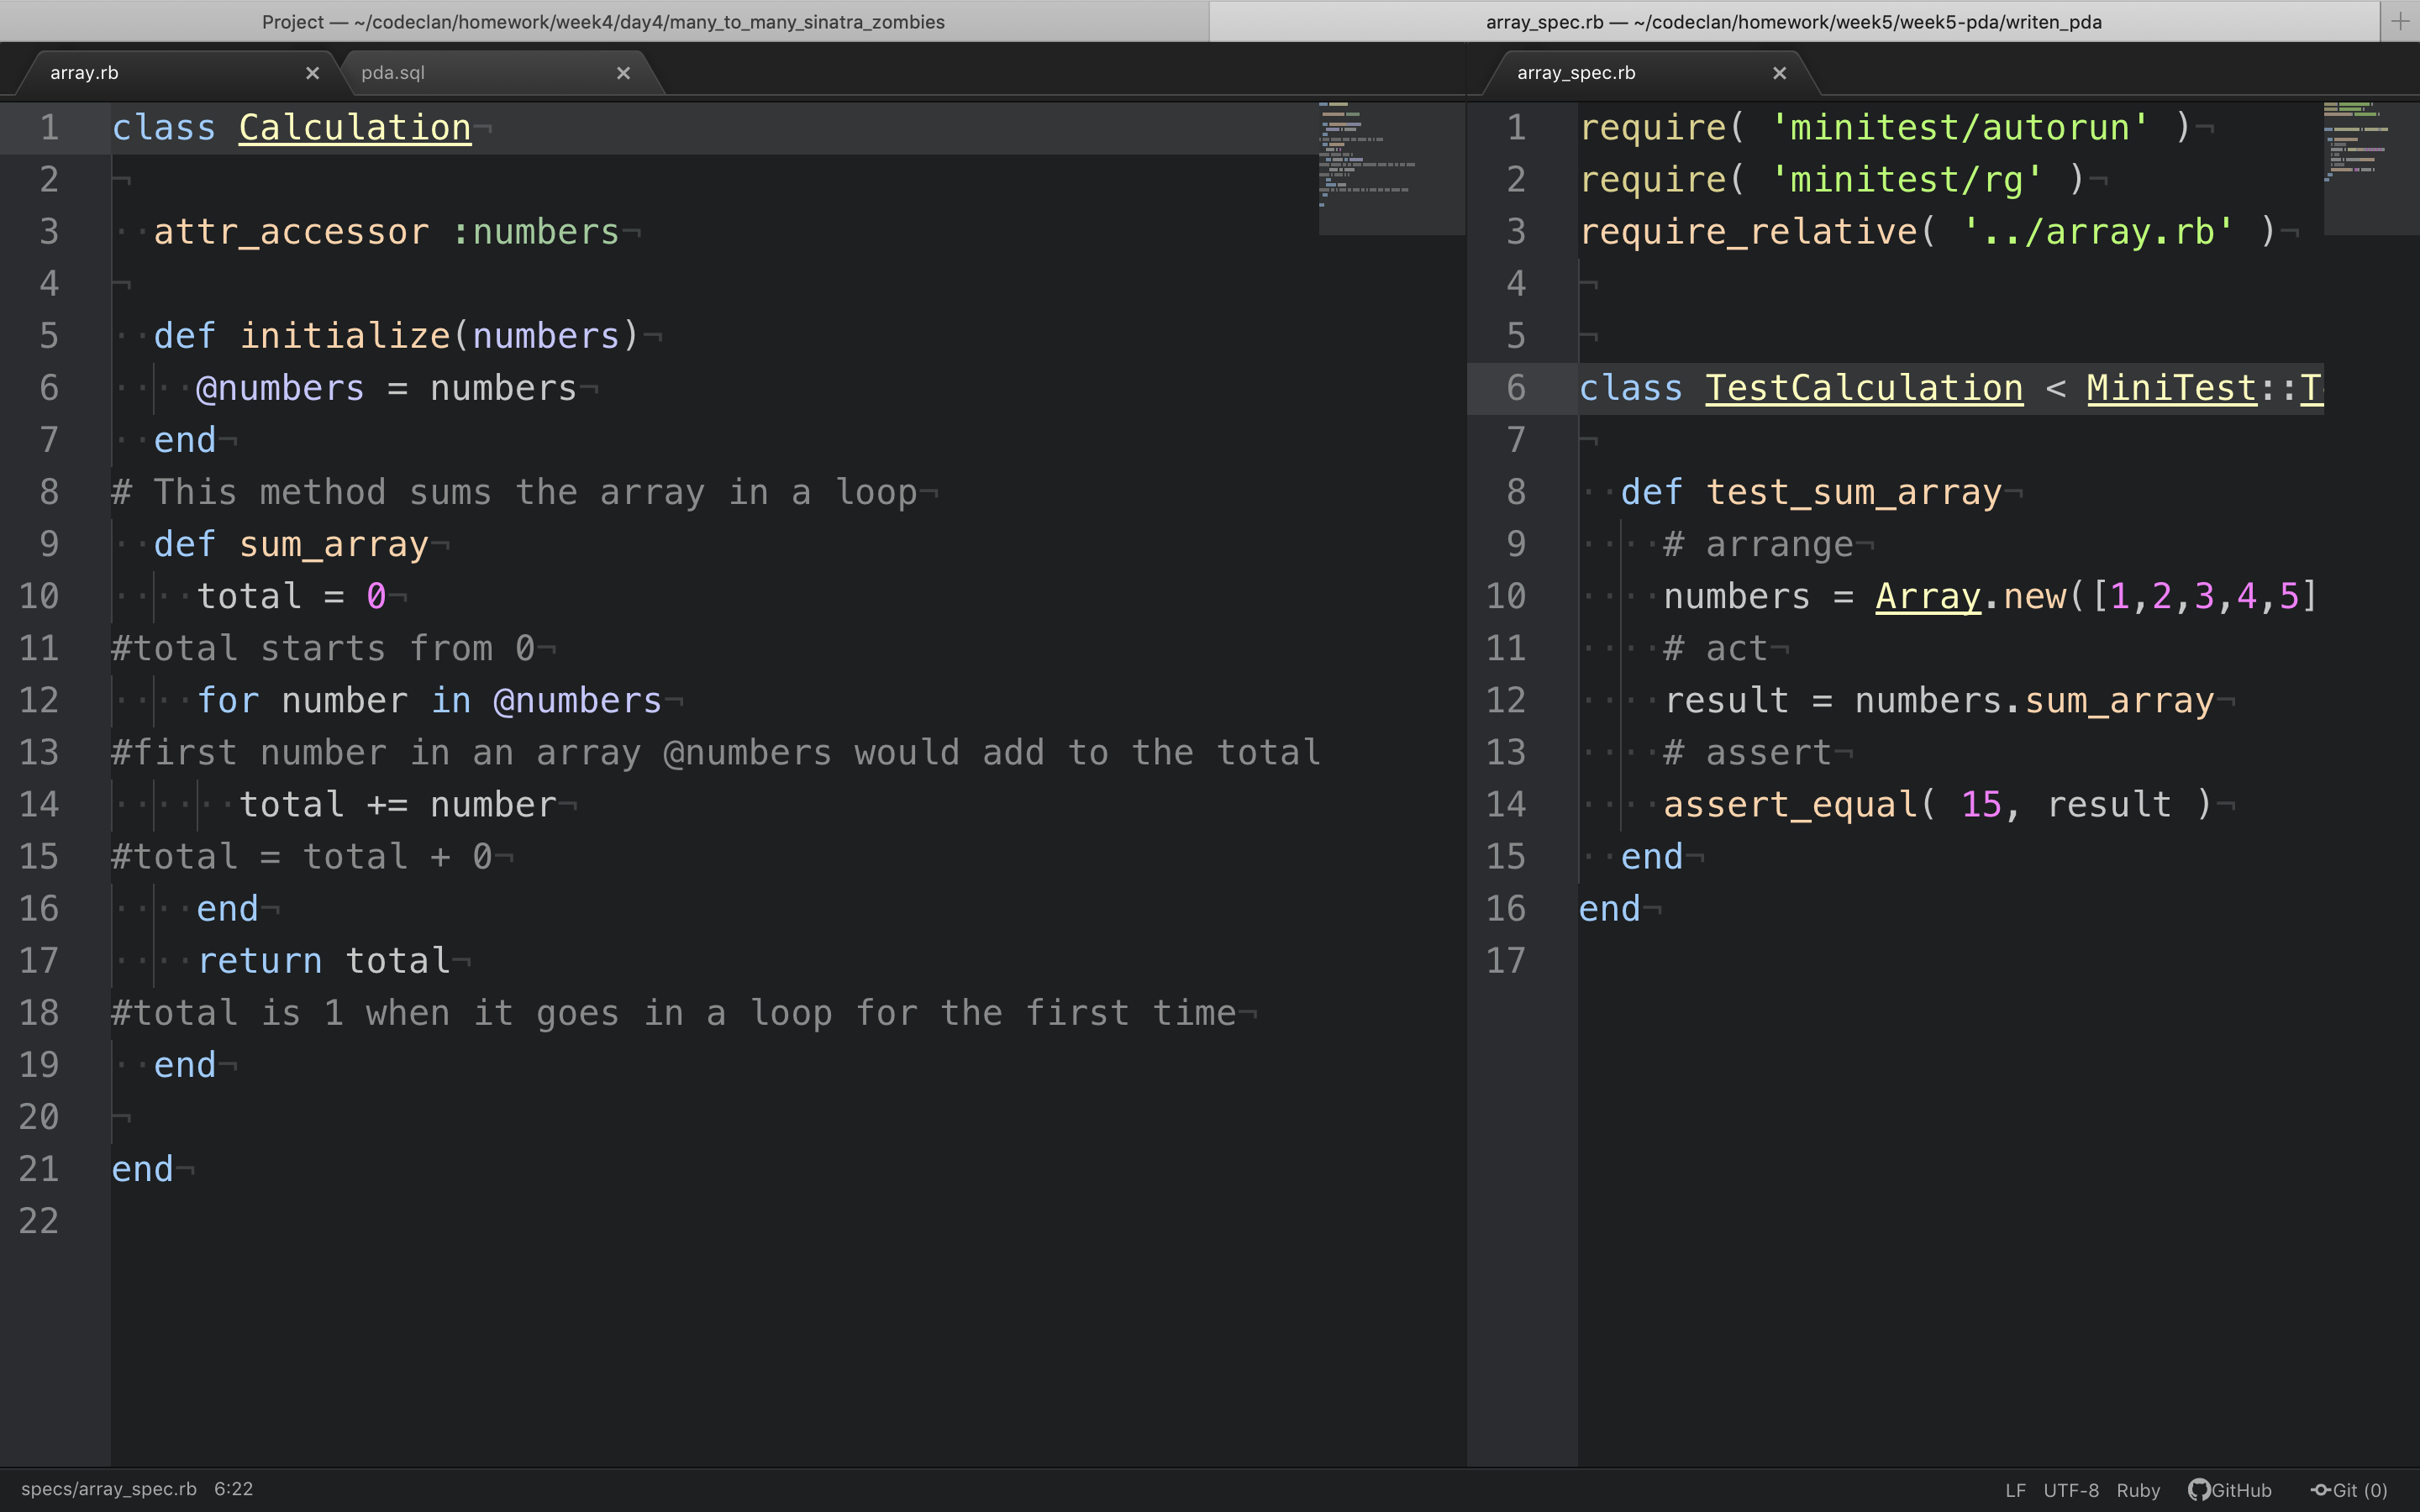 Project — ~/codeclan/homework/week4/day4/many_to_many_sinatra_zombies
array_spec.rb — ~/codeclan/homework/week5/week5-pda/writen_pda
array.rb
pda.sql
1 class Calculation
2
3 attr_accessor :numbers
4
5 def initialize(numbers)
6 @numbers = numbers
7 end
8 # This method sums the array in a loop
9 def sum_array
10 total = 0
11 #total starts from 0
12 for number in @numbers
13 #first number in an array @numbers would add to the total
14 total += number
15 #total = total + 0
16 end
17 return total
18 #total is 1 when it goes in a loop for the first time
19 end
20
21 end
22
array_spec.rb
1 require( 'minitest/autorun' )
2 require( 'minitest/rg' )
3 require_relative( '../array.rb' )
4
5
6 class TestCalculation < MiniTest::T
7
8 def test_sum_array
9 # arrange
10 numbers = Array.new([1,2,3,4,5]
11 # act
12 result = numbers.sum_array
13 # assert
14 assert_equal( 15, result )
15 end
16 end
17
specs/array_spec.rb 6:22
LF UTF-8 Ruby GitHub Git (0)